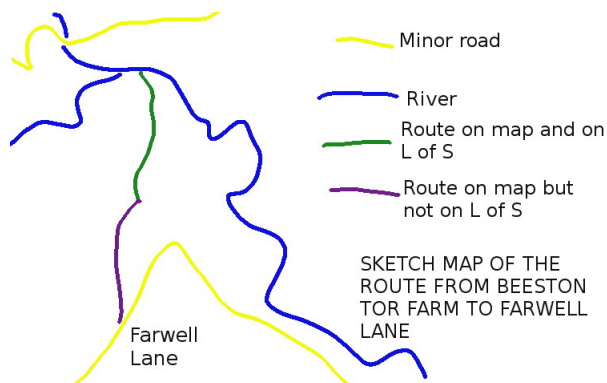 Minor road
River
Route on map and on
L of S
Route on map but
not on L of S
SKETCH MAP OF THE
ROUTE FROM BEESTON
TOR FARM TO FARWELL
LANE
Farwell
Lane